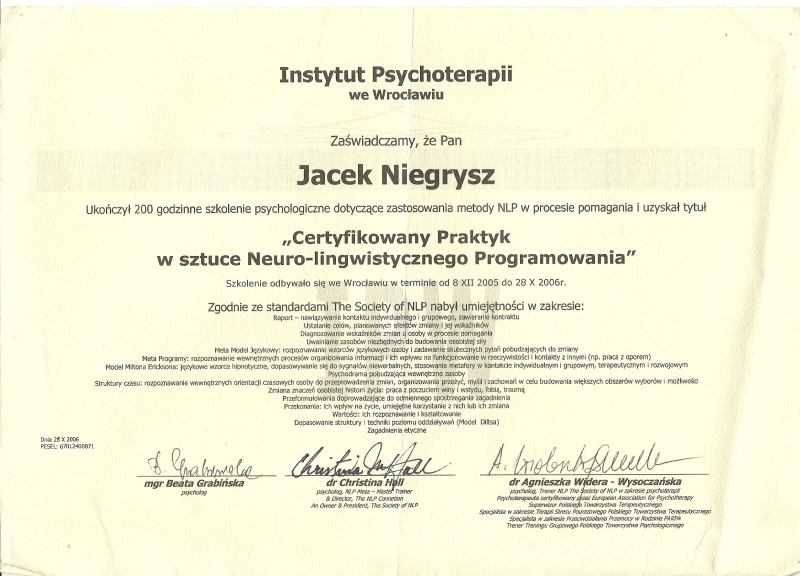 Instytut Psychoterapii
we Wrocławiu
Zaświadczamy, że Pan
Jacek Niegrysz
Ukończył 200 godzinne szkolenie psychologiczne dotyczące zastosowania metody NLP w procesie pomagania i uzyskał tytuł
„Certyfikowany Praktyk
w sztuce Neuro-lingwistycznego Programowania”
Szkolenie odbywało się we Wrocławiu w terminie od 8 XII 2005 do 28 X 2006r.
Zgodnie ze standardami The Society of NLP nabył umiejętności w zakresie:
Raport – nawiązywanie kontaktu indywidualnego i grupowego, zawieranie kontraktu
Ustalanie celów, planowanych efektów zmiany i jej wskaźników
Diagnozowanie wskaźników zmian u osoby w procesie pomagania
Uwalnianie zasobów niezbędnych do budowania osobistej siły
Meta Model Językowy: rozpoznawanie wzorców językowych osoby i zadawanie skutecznych pytań pobudzających do zmiany
Meta Programy: rozpoznawanie wewnętrznych procesów organizowania informacji i ich wpływu na funkcjonowanie w rzeczywistości i kontakty z innymi (np. praca z oporem)
Model Miltona Ericksona: językowe wzorce hipnotyczne, dopasowywanie się do sygnałów niewerbalnych, stosowanie metafory w kontakcie indywidualnym i grupowym, terapeutycznym i rozwojowym
Psychodrama pobudzająca wewnętrzne zasoby
Struktury czasu: rozpoznawanie wewnętrznych orientacji czasowych osoby do przeprowadzenia zmian, organizowania przeżyć, myśli i zachowań w celu budowania większych obszarów wyborów i możliwości
Zmiana znaczeń osobistej historii życia: praca z poczuciem winy i wstydu, fobią, traumą
Przeformułowania doprowadzające do odmiennego spostrzegania zagadnienia
Przekonania: Ich wpływ na życie, umiejętne korzystanie z nich lub ich zmiana
Wartości: ich rozpoznawanie i kształtowanie
Dopasowanie struktury i techniki poziomu oddziaływań (Model Diltsa)
Zagadnienia etyczne
Dnia 28 X 2006
PESEL: 67012400871
mgr Beata Grabińska
psycholog
dr Christina Hall
psycholog, NLP Meta – Master Trainer
& Director, The NLP Connetion
An Owner & President, The Society of NLP
dr Agnieszka Widera - Wysoczańska
psycholog, Trener NLP The Society of NLP w zakresie psychoterapii
Psychoterapeuta certyfikowany przez European Association for Psychotherapy
Superwizor Polskiego Towarzystwa Terapeutycznego
Specjalista w zakresie Terapii Stresu Pourazowego Polskiego Towarzystwa Terapeutycznego
Specjalista w zakresie Przeciwdziałania Przemocy w Rodzinie PARPA
Trener Treningu Grupowego Polskiego Towarzystwa Psychologicznego